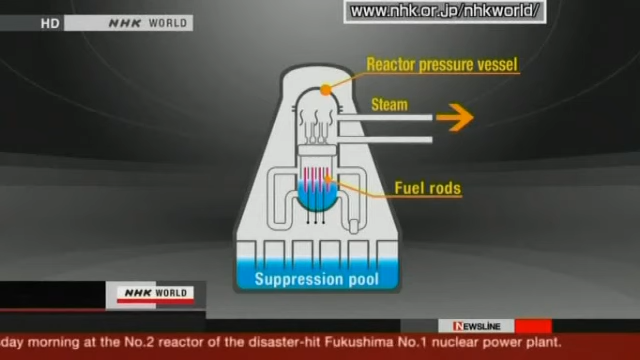 HD NHK WORLD
www.nhk.or.jp/nhkworld/
Reactor pressure vessel
Steam
Fuel rods
Suppression pool
NHK WORLD
NEWSLINE
day morning at the No.2 reactor of the disaster-hit Fukushima No.1 nuclear power plant.